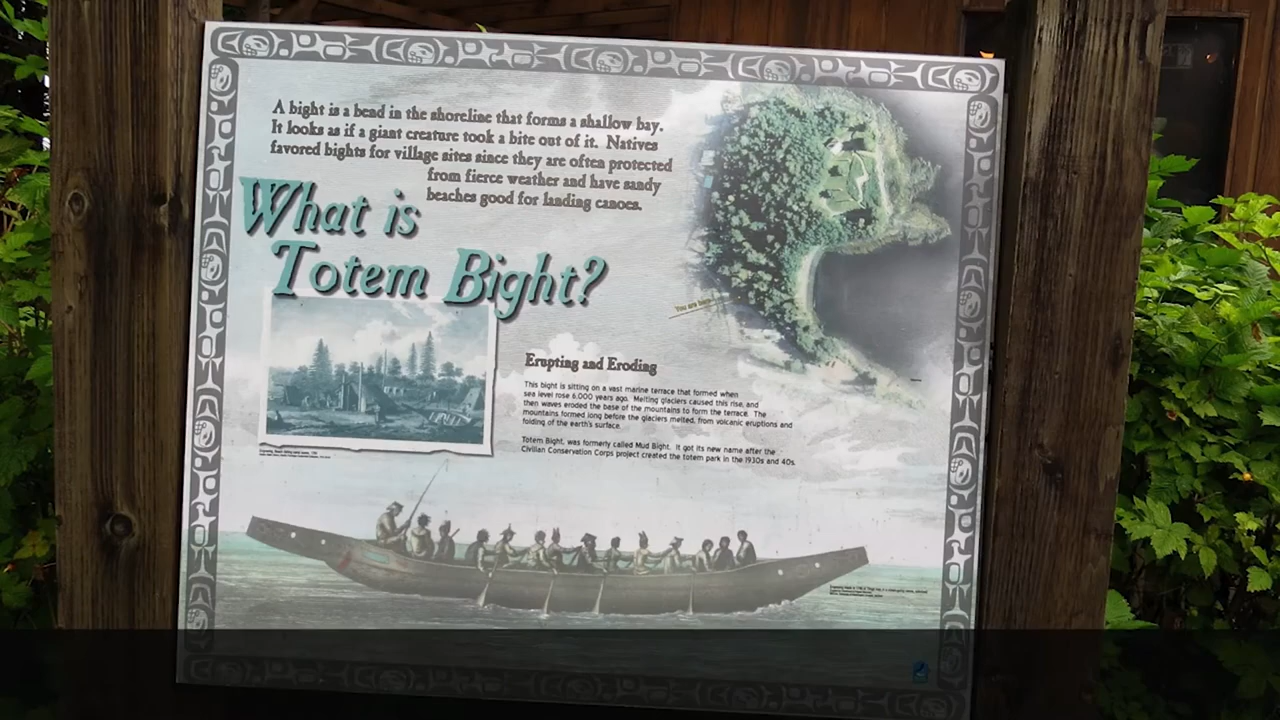 A bight is a bend in the shoreline that forms a shallow bay.
It looks as if a giant creature took a bite out of it. Natives
favored bights for village sites since they are often protected
from fierce weather and have sandy
beaches good for landing canoes.
What is
Totem Bight?
You are here
Erupting and Eroding
This bight is sitting on a vast marine terrace that formed when
sea level rose 6,000 years ago. Melting glaciers caused this rise, and
then waves eroded the base of the mountains to form the terrace. The
mountains formed long before the glaciers melted, from volcanic eruptions and
folding of the earth's surface.
Totem Bight, was formerly called Mud Bight. It got its new name after the
Civilian Conservation Corps project created the totem park in the 1930s and 40s.